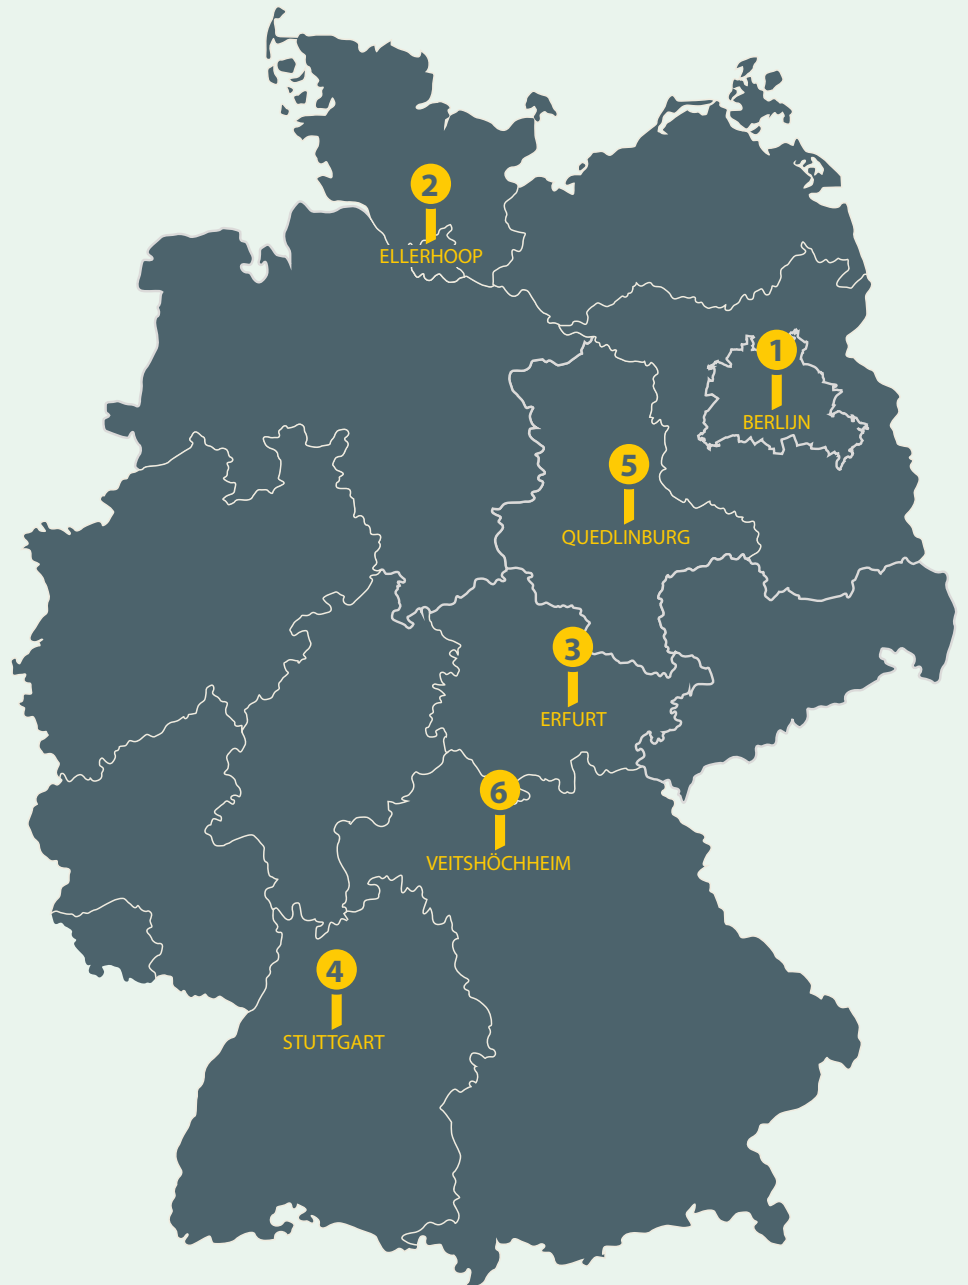 2
ELLERHOOP
1
BERLIJN
5
QUEDLINBURG
3
ERFURT
6
VEITSHÖCHHEIM
4
STUTTGART